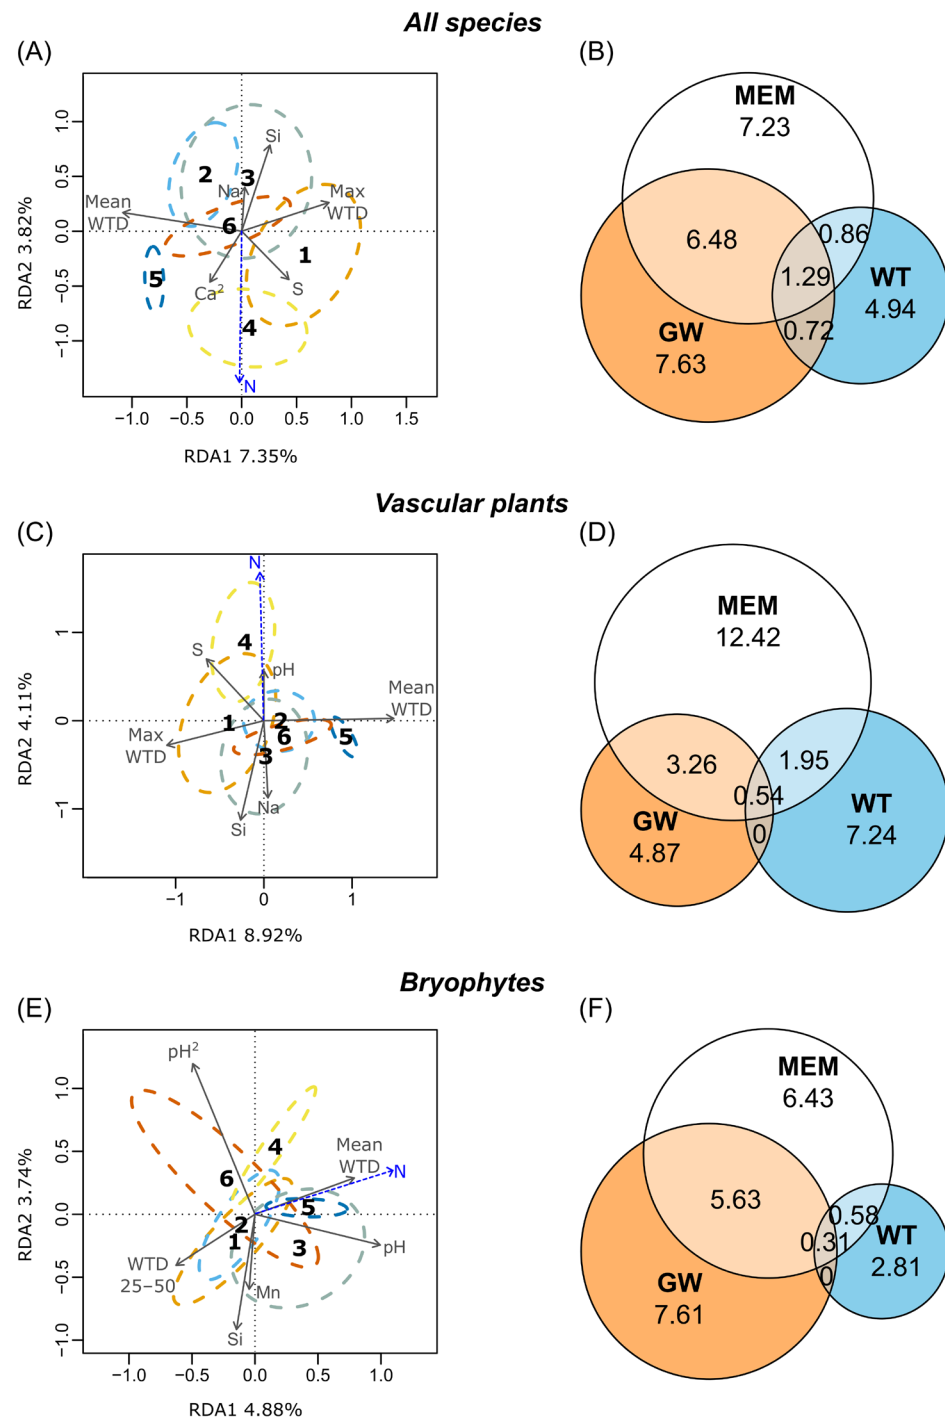 All species
(A)
(B)
1.0
0.5
0.0
−0.5
−1.0
RDA2 3.82%
Si
2
3
Na
Mean
WTD
Max
WTD
6
1
5
Ca2
S
4
N
−1.0
−0.5
0.0
0.5
1.0
1.5
RDA1 7.35%
MEM
7.23
6.48
0.86
1.29
WT
4.94
GW
7.63
0.72
Vascular plants
(C)
(D)
1
0
−1
RDA2 4.11%
N
4
S
pH
Mean
WTD
1
2
Max
WTD
6
5
3
Na
Si
−1
0
1
RDA1 8.92%
MEM
12.42
3.26
1.95
0.54
GW
4.87
0
WT
7.24
Bryophytes
(E)
(F)
1.0
0.5
0.0
−0.5
−1.0
RDA2 3.74%
pH2
4
Mean
WTD
N
6
5
2
1
3
pH
WTD
25−50
Mn
Si
−1.0
−0.5
0.0
0.5
1.0
RDA1 4.88%
MEM
6.43
5.63
0.58
0.31
WT
2.81
0
GW
7.61